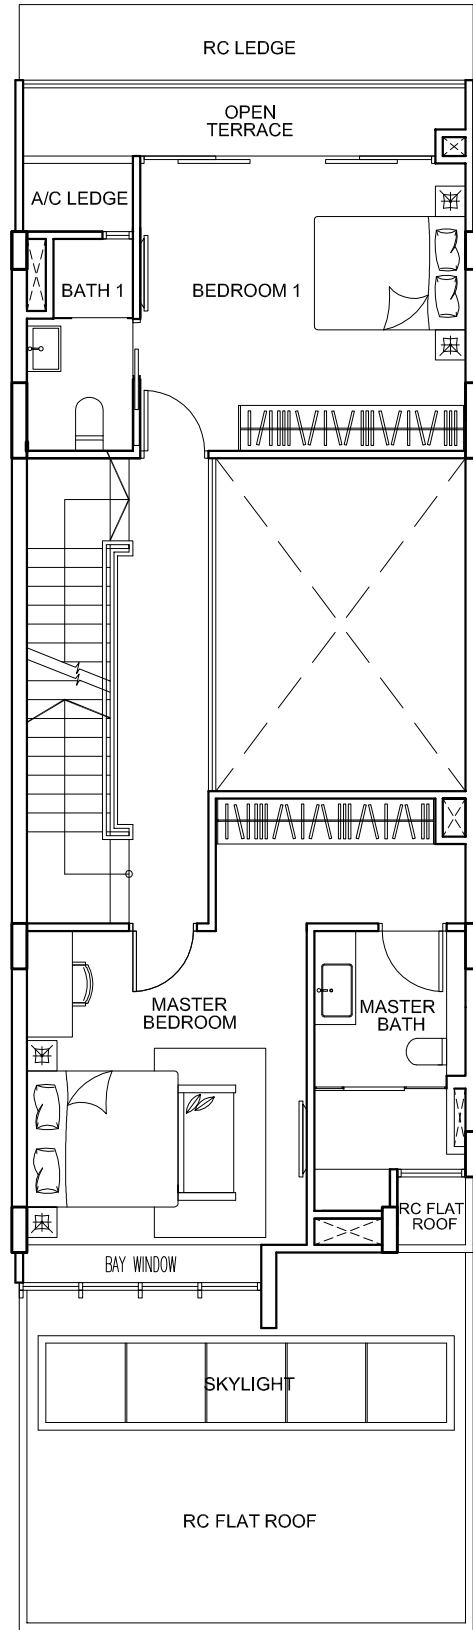 RC LEDGE
OPEN
TERRACE
A/C LEDGE
BATH 1
BEDROOM 1
MASTER
BEDROOM
MASTER
BATH
RC FLAT
ROOF
BAY WINDOW
SKYLIGHT
RC FLAT ROOF